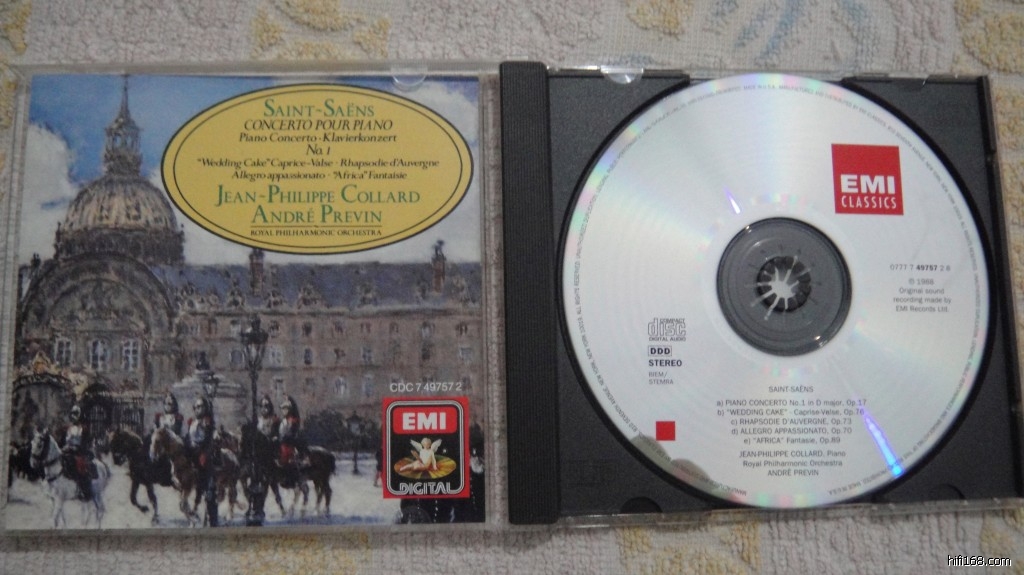 SAINT-SAËNS
CONCERTO POUR PIANO
Piano Concerto · Klavierkonzert
No. 1
"Wedding Cake" Caprice-Valse · Rhapsodie d'Auvergne
Allegro appassionato · "Africa" Fantaisie
JEAN-PHILIPPE COLLARD
ANDRÉ PREVIN
ROYAL PHILHARMONIC ORCHESTRA
CDC 7 49757 2
EMI
DIGITAL
EMI
CLASSICS
0777 7 49757 2 8
℗ 1988
Original sound
recording made by
EMI Records Ltd.
COMPACT
disc
DIGITAL AUDIO
DDD
STEREO
BIEM/
STEMRA
SAINT-SAËNS
a) PIANO CONCERTO No.1 in D major, Op.17
b) "WEDDING CAKE" - Caprise-Velse, Op.76
c) RHAPSODIE D'AUVERGNE, Op.73
d) ALLEGRO APPASSIONATO, Op.70
e) "AFRICA" Fantasie, Op.89
JEAN-PHILIPPE COLLARD, Piano
Royal Philharmonic Orchestra
ANDRÉ PREVIN
hifi168.com